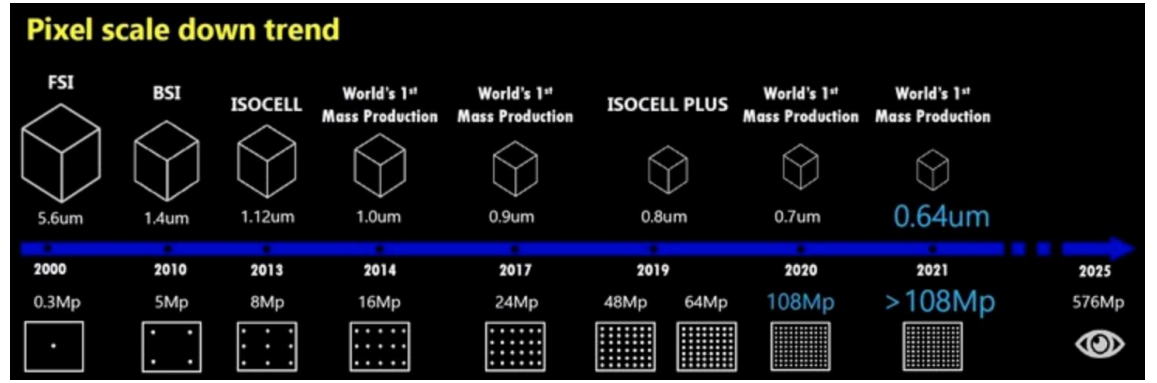 Pixel scale down trend
FSI
BSI
ISOCELL
World's 1st
Mass Production
World's 1st
Mass Production
ISOCELL PLUS
World's 1st
Mass Production
World's 1st
Mass Production
5.6um
1.4um
1.12um
1.0um
0.9um
0.8um
0.7um
0.64um
2000
2010
2013
2014
2017
2019
2020
2021
2025
0.3Mp
5Mp
8Mp
16Mp
24Mp
48Mp
64Mp
108Mp
>108Mp
576Mp